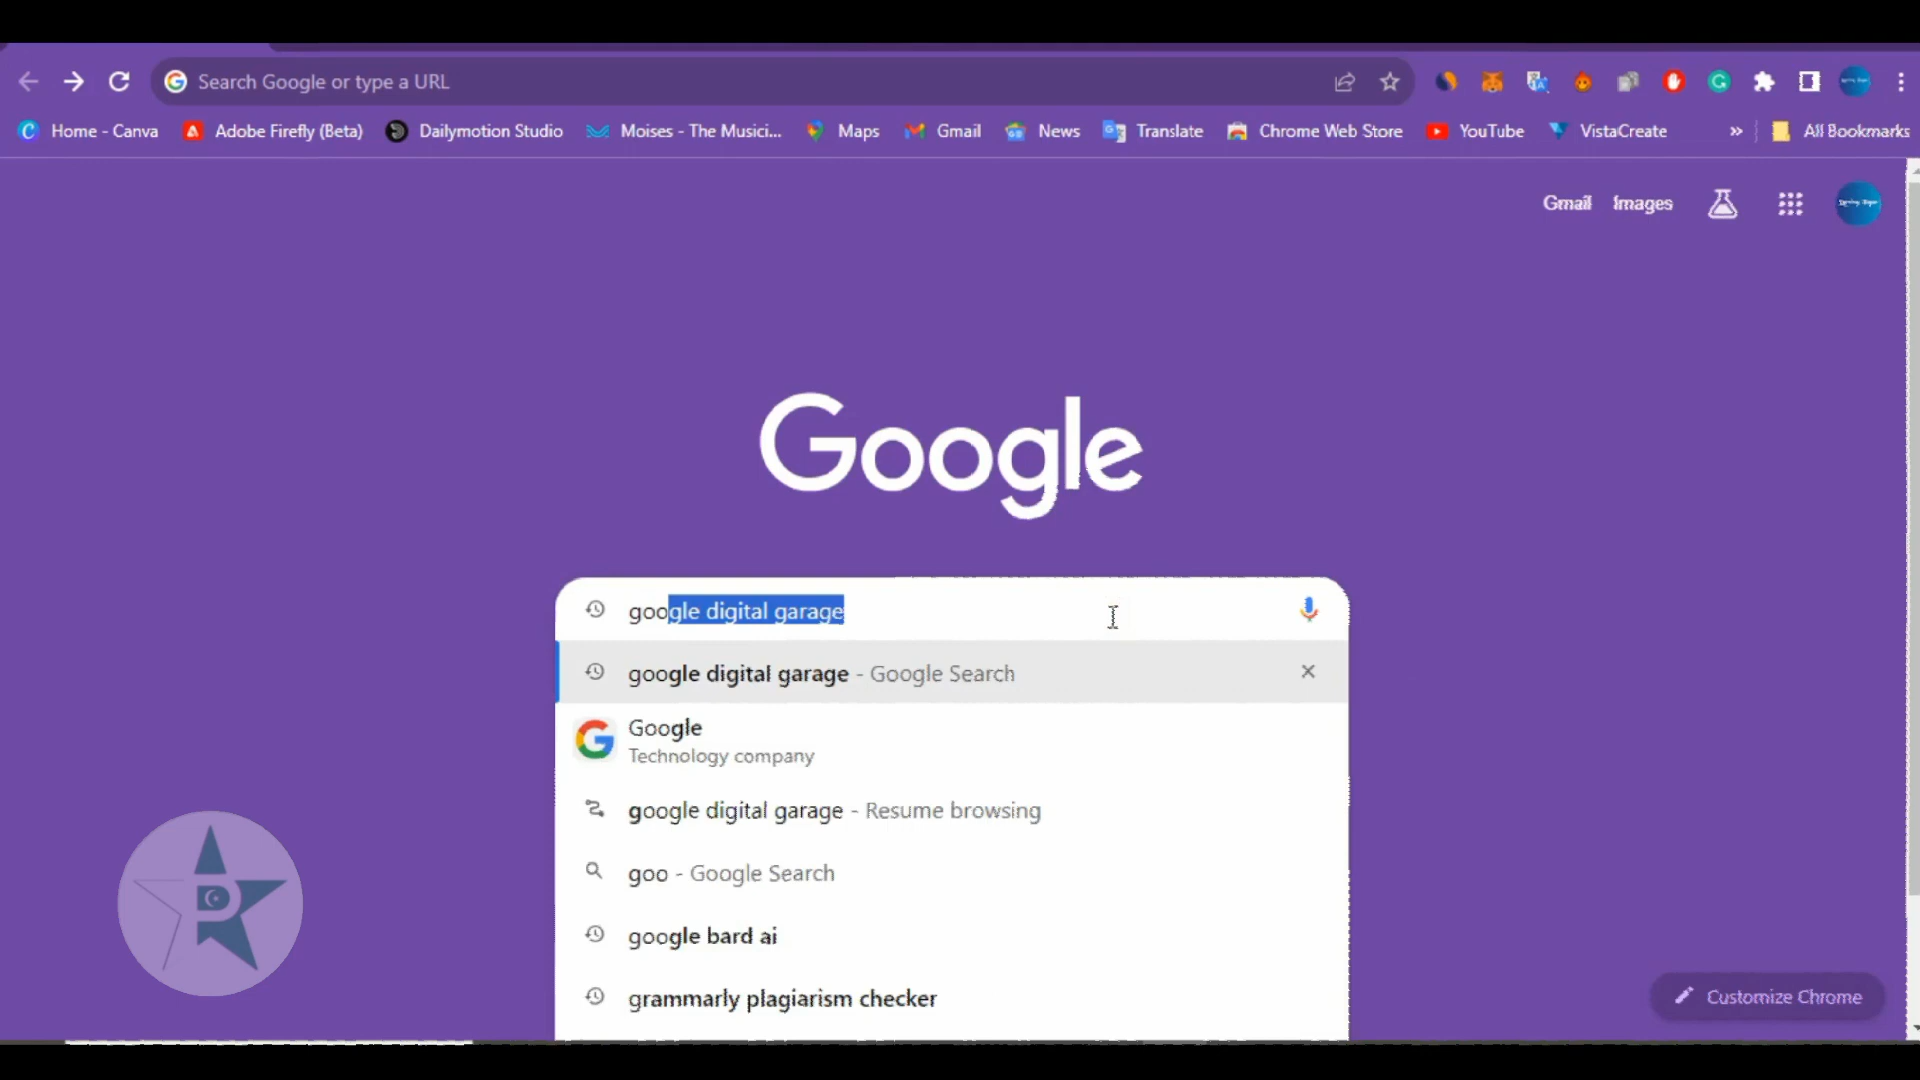 Search Google or type a URL
Home - Canva
Adobe Firefly (Beta)
Dailymotion Studio
Moises - The Musici...
Maps
Gmail
News
Translate
Chrome Web Store
YouTube
VistaCreate
»
All Bookmarks
Gmail
Images
Google
google digital garage
google digital garage - Google Search
Google
Technology company
google digital garage - Resume browsing
goo - Google Search
google bard ai
grammarly plagiarism checker
Customize Chrome